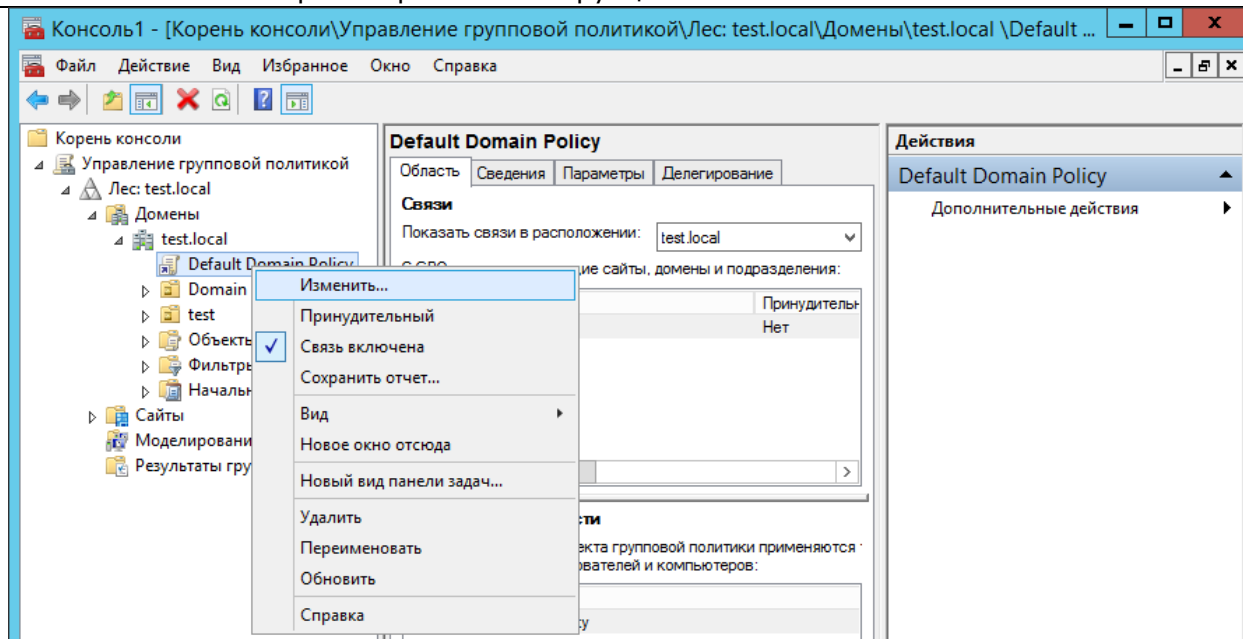 Консоль1 - [Корень консоли\Управление групповой политикой\Лес: test.local\Домены\test.local \Default ...
Файл Действие Вид Избранное Окно Справка
Корень консоли
Управление групповой политикой
Лес: test.local
Домены
test.local
Default Domain Policy
Domain
test
Объекты
Фильтры
Начальн
Сайты
Моделировани
Результаты гру
Изменить...
Принудительный
Связь включена
Сохранить отчет...
Вид
Новое окно отсюда
Новый вид панели задач...
Удалить
Переименовать
Обновить
Справка
Default Domain Policy
Область Сведения Параметры Делегирование
Связи
Показать связи в расположении: test.local
ие сайты, домены и подразделения:
Принудительн
Нет
сти
екта групповой политики применяются
ователей и компьютеров:
cy
Действия
Default Domain Policy
Дополнительные действия